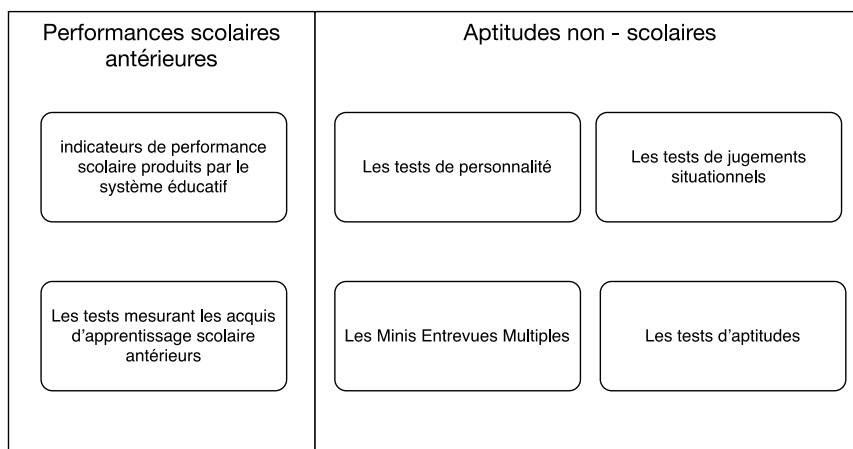 Performances scolaires
antérieures
indicateurs de performance
scolaire produits par le
système éducatif
Les tests mesurant les acquis
d'apprentissage scolaire
antérieurs
Aptitudes non - scolaires
Les tests de personnalité
Les tests de jugements
situationnels
Les Minis Entrevues Multiples
Les tests d'aptitudes